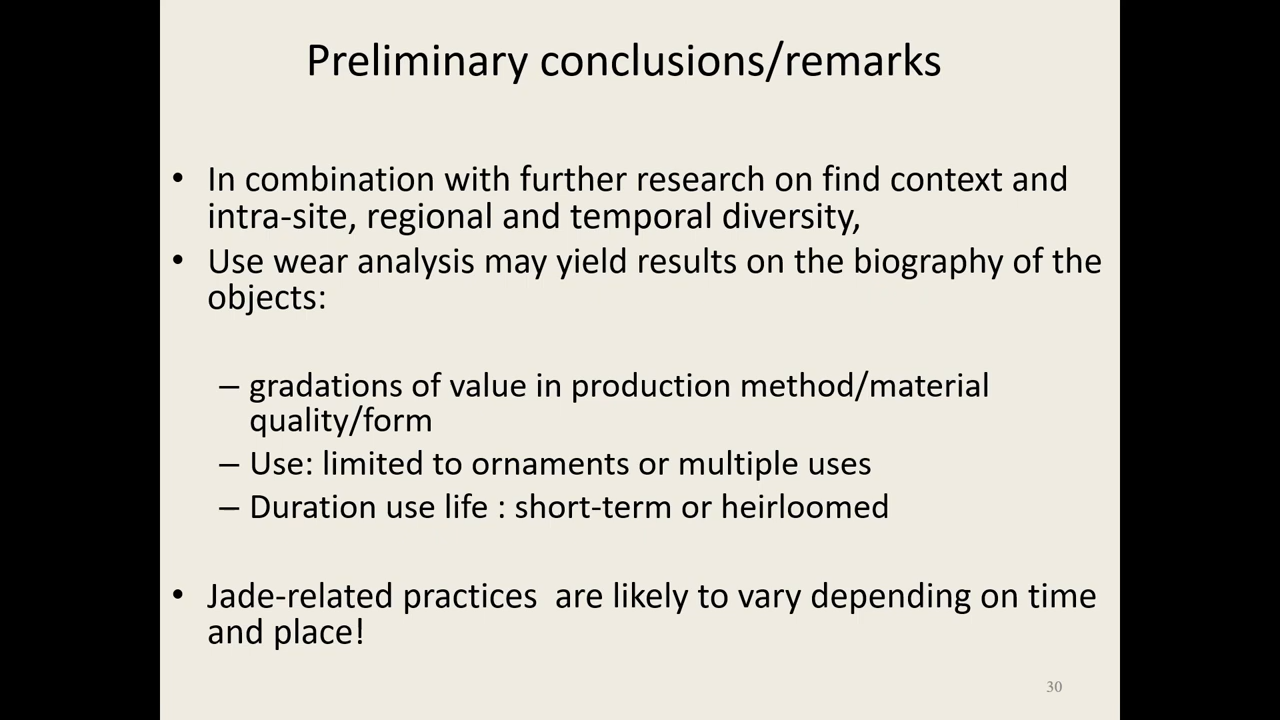 Preliminary conclusions/remarks
• In combination with further research on find context and
intra-site, regional and temporal diversity,
• Use wear analysis may yield results on the biography of the
objects:
– gradations of value in production method/material
quality/form
– Use: limited to ornaments or multiple uses
– Duration use life : short-term or heirloomed
• Jade-related practices  are likely to vary depending on time
and place!
30